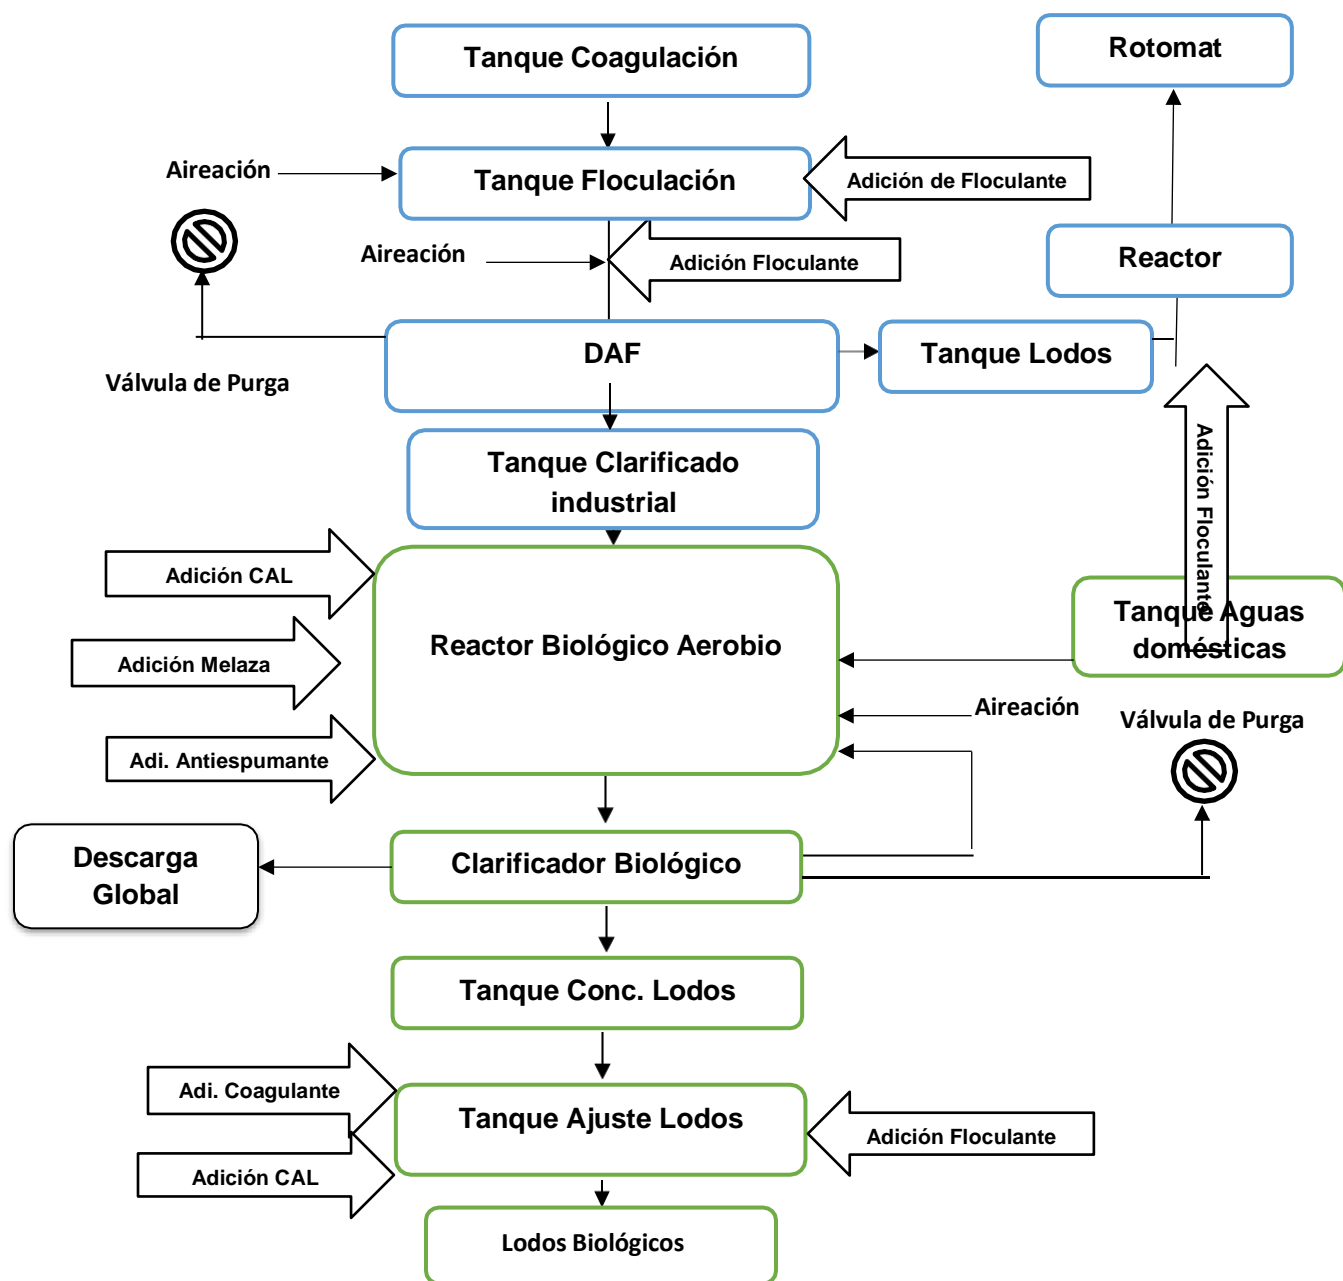 Tanque Coagulación
Rotomat
Aireación
Tanque Floculación
Adición de Floculante
Aireación
Adición Floculante
Reactor
DAF
Tanque Lodos
Válvula de Purga
Adición Floculante
Tanque Clarificado
industrial
Adición CAL
Reactor Biológico Aerobio
Tanque Aguas
domésticas
Adición Melaza
Aireación
Válvula de Purga
Adi. Antiespumante
Descarga
Global
Clarificador Biológico
Tanque Conc. Lodos
Adi. Coagulante
Tanque Ajuste Lodos
Adición Floculante
Adición CAL
Lodos Biológicos